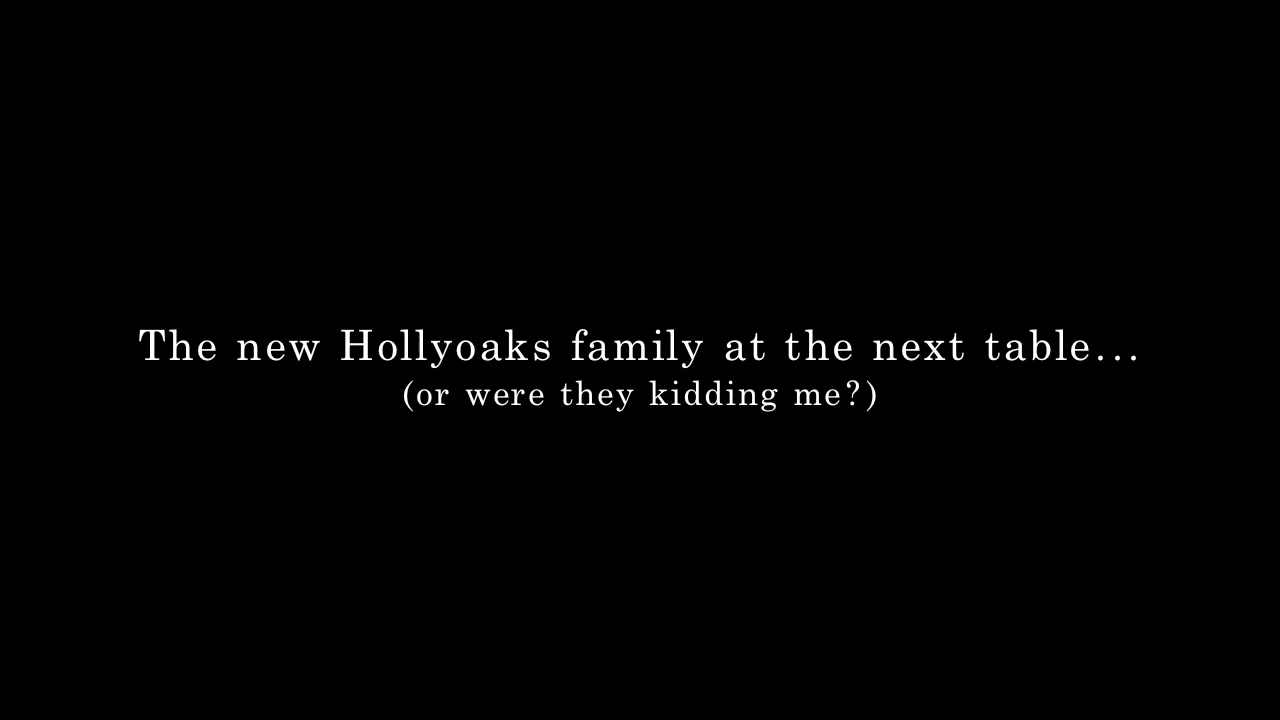 The new Hollyoaks family at the next table...
(or were they kidding me?)